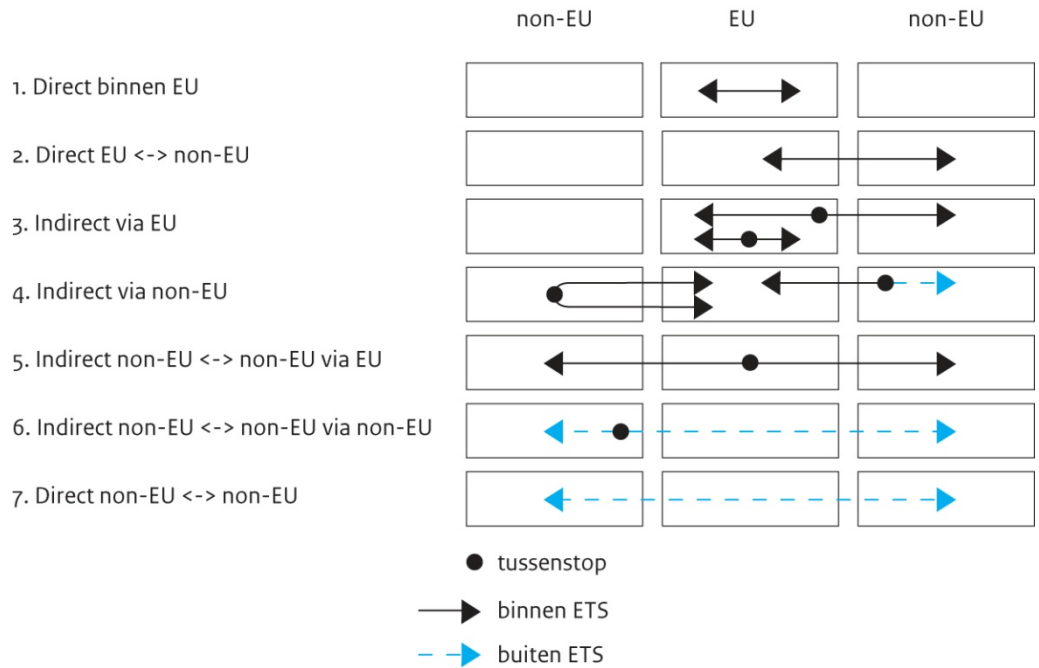 non-EU EU non-EU
1. Direct binnen EU
2. Direct EU <-> non-EU
3. Indirect via EU
4. Indirect via non-EU
5. Indirect non-EU <-> non-EU via EU
6. Indirect non-EU <-> non-EU via non-EU
7. Direct non-EU <-> non-EU
tussenstop
binnen ETS
buiten ETS